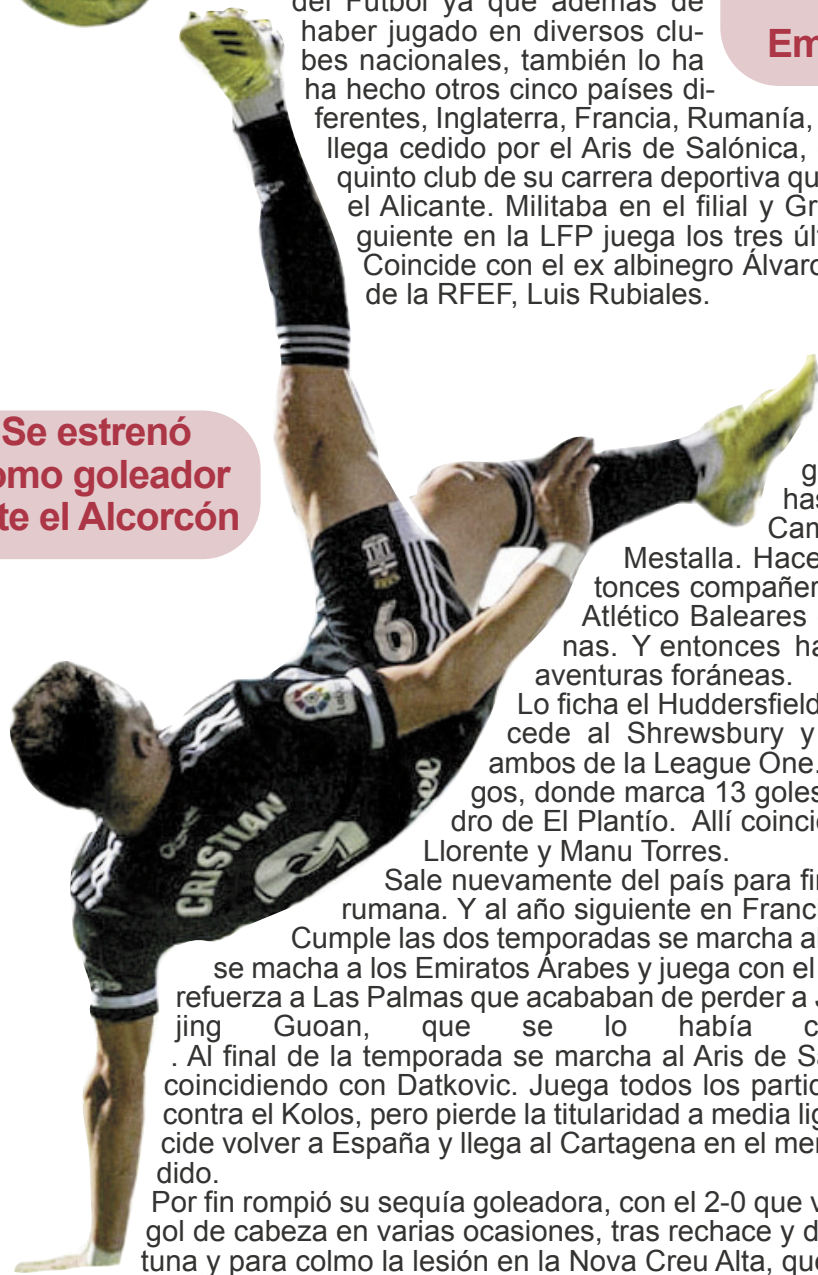 del Fútbol ya que además de
haber jugado en diversos clu-
bes nacionales, también lo ha
ha hecho otros cinco países di-
ferentes, Inglaterra, Francia, Rumanía,
llega cedido por el Aris de Salónica,
quinto club de su carrera deportiva qu
el Alicante. Militaba en el filial y Gr
guiente en la LFP juega los tres úl
Coincide con el ex albinegro Álvaro
de la RFEF, Luis Rubiales.
Em
Se estrenó
omo goleador
te el Alcorcón
g
has
Cam
Mestalla. Hace
tonces compañer
Atlético Baleares
nas. Y entonces ha
aventuras foráneas.
Lo ficha el Huddersfield
cede al Shrewsbury y
ambos de la League One.
gos, donde marca 13 goles
dro de El Plantío. Allí coincid
Llorente y Manu Torres.
Sale nuevamente del país para fir
rumana. Y al año siguiente en Franc
Cumple las dos temporadas se marcha al
se macha a los Emiratos Árabes y juega con el
refuerza a Las Palmas que acababan de perder a J
jing Guoan, que se lo había c
. Al final de la temporada se marcha al Aris de Sa
coincidiendo con Datkovic. Juega todos los partid
contra el Kolos, pero pierde la titularidad a media lig
cide volver a España y llega al Cartagena en el mer
dido.
Por fin rompió su sequía goleadora, con el 2-0 que v
gol de cabeza en varias ocasiones, tras rechace y d
tuna y para colmo la lesión en la Nova Creu Alta, que
9
CRISTIAN
9